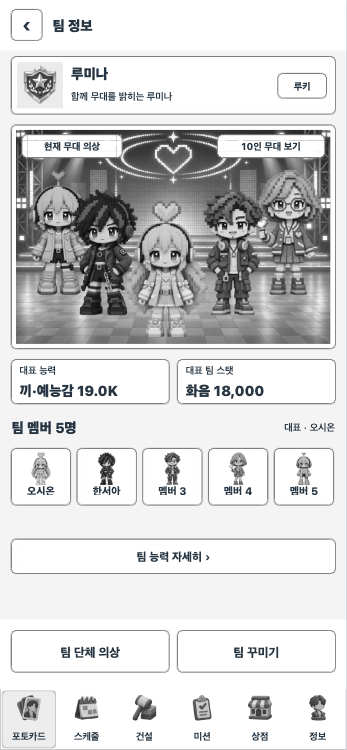 팀 정보
루미나
함께 무대를 밝히는 루미나
루키
현재 무대 의상
10인 무대 보기
대표 능력
끼·예능감 19.0K
대표 팀 스탯
화음 18,000
팀 멤버 5명
대표 · 오시온
오시온
한서아
멤버 3
멤버 4
멤버 5
팀 능력 자세히 ›
팀 단체 의상
팀 꾸미기
포토카드
스케줄
건설
미션
상점
정보